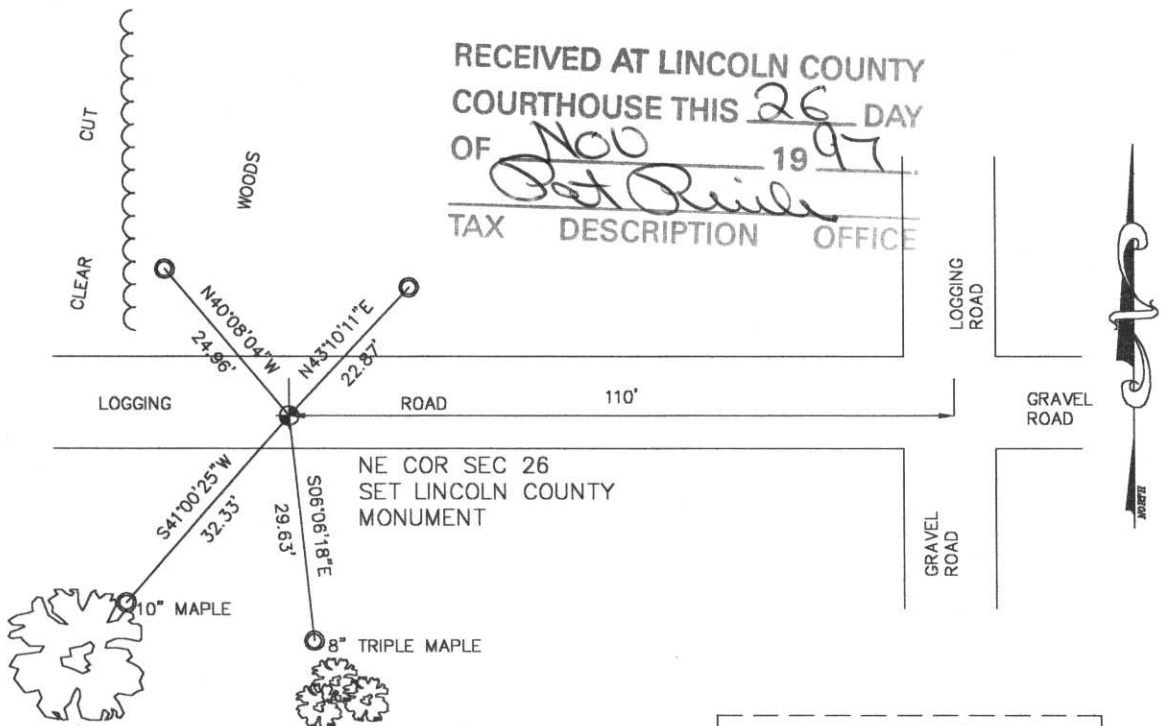 RECEIVED AT LINCOLN COUNTY
COURTHOUSE THIS 26 DAY
OF NOV 1997
Pat
TAX DESCRIPTION OFFICE
CLEAR CUT
WOODS
N40°08'04"W
24.96'
N43°10'11"E
22.87'
LOGGING ROAD
LOGGING ROAD
110'
GRAVEL
ROAD
NE COR SEC 26
SET LINCOLN COUNTY
MONUMENT
S41°00'25"W
32.33'
S06°06'18"E
29.63'
GRAVEL
ROAD
NORTH
10" MAPLE
8" TRIPLE MAPLE